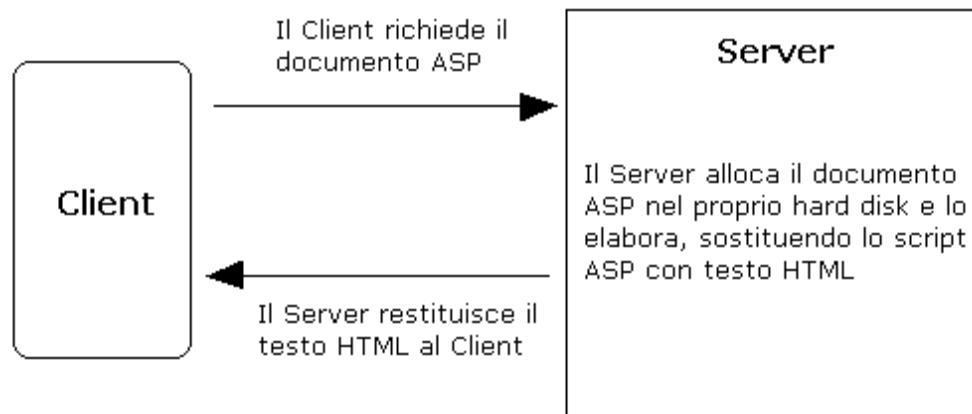 Il Client richiede il
documento ASP
Server
Client
Il Server alloca il documento
ASP nel proprio hard disk e lo
elabora, sostituendo lo script
ASP con testo HTML
Il Server restituisce il
testo HTML al Client